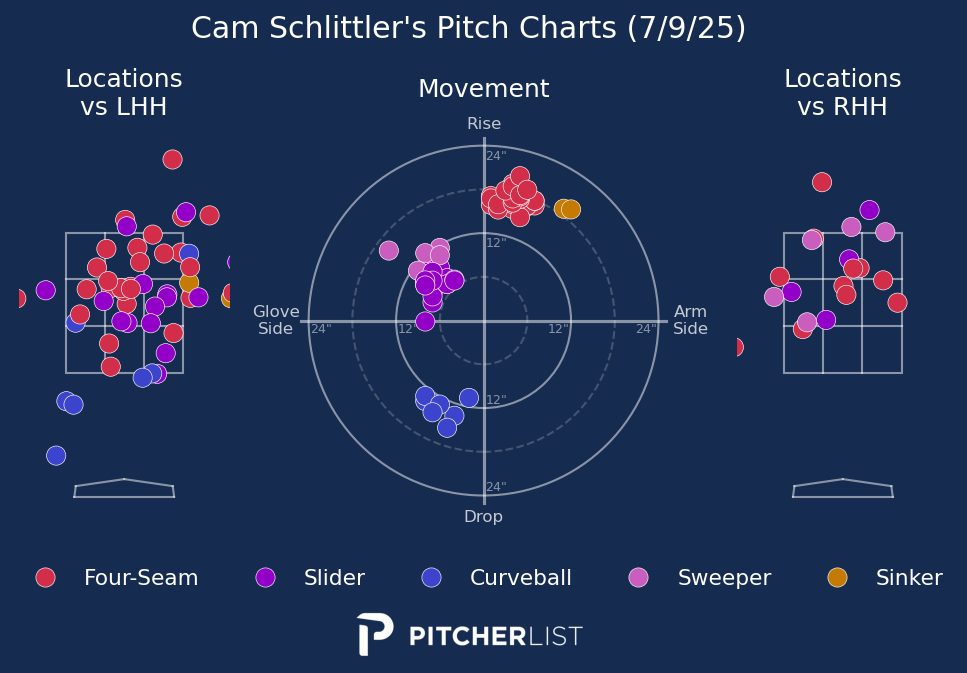 Cam Schlittler's Pitch Charts (7/9/25)
Locations
vs LHH
Movement
Locations
vs RHH
Rise
24"
12"
Glove
Side
24"
12"
12"
24"
Arm
Side
12"
24"
Drop
Four-Seam
Slider
Curveball
Sweeper
Sinker
PITCHERLIST